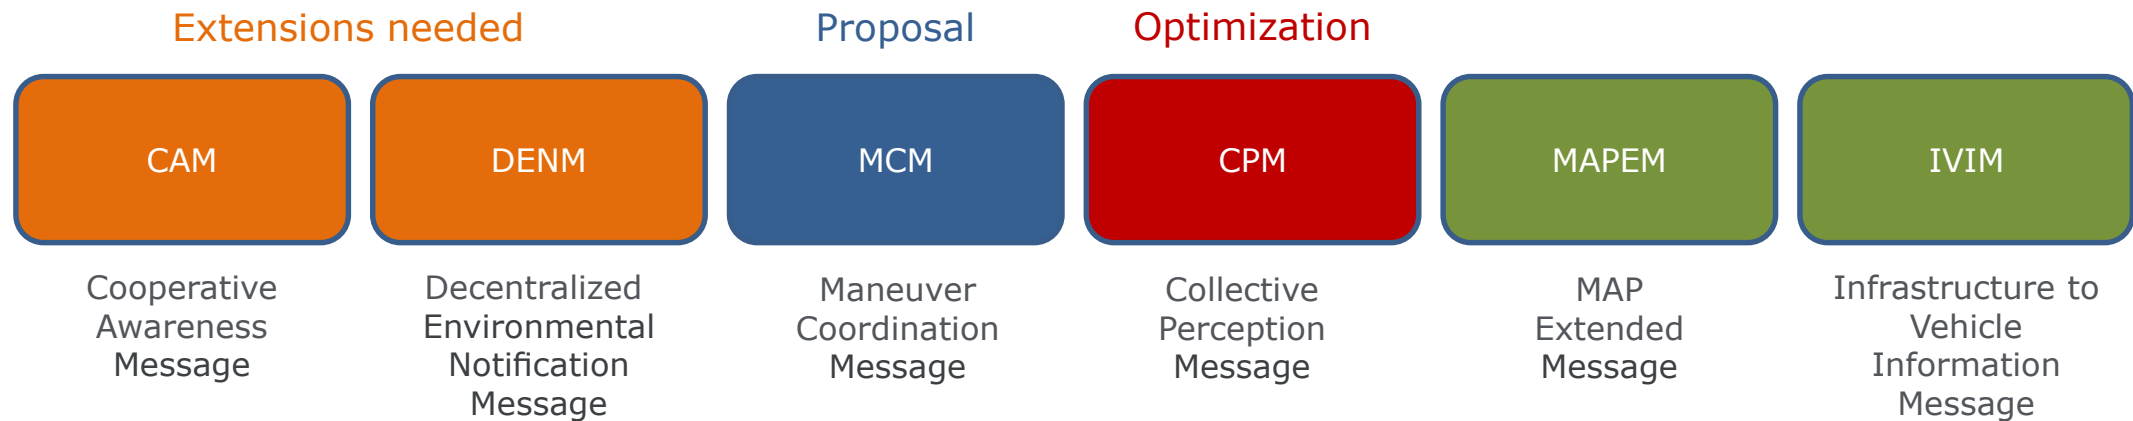 Extensions needed
Proposal
Optimization
CAM
DENM
MCM
CPM
MAPEM
IVIM
Cooperative
Awareness
Message
Decentralized
Environmental
Notification
Message
Maneuver
Coordination
Message
Collective
Perception
Message
MAP
Extended
Message
Infrastructure to
Vehicle
Information
Message